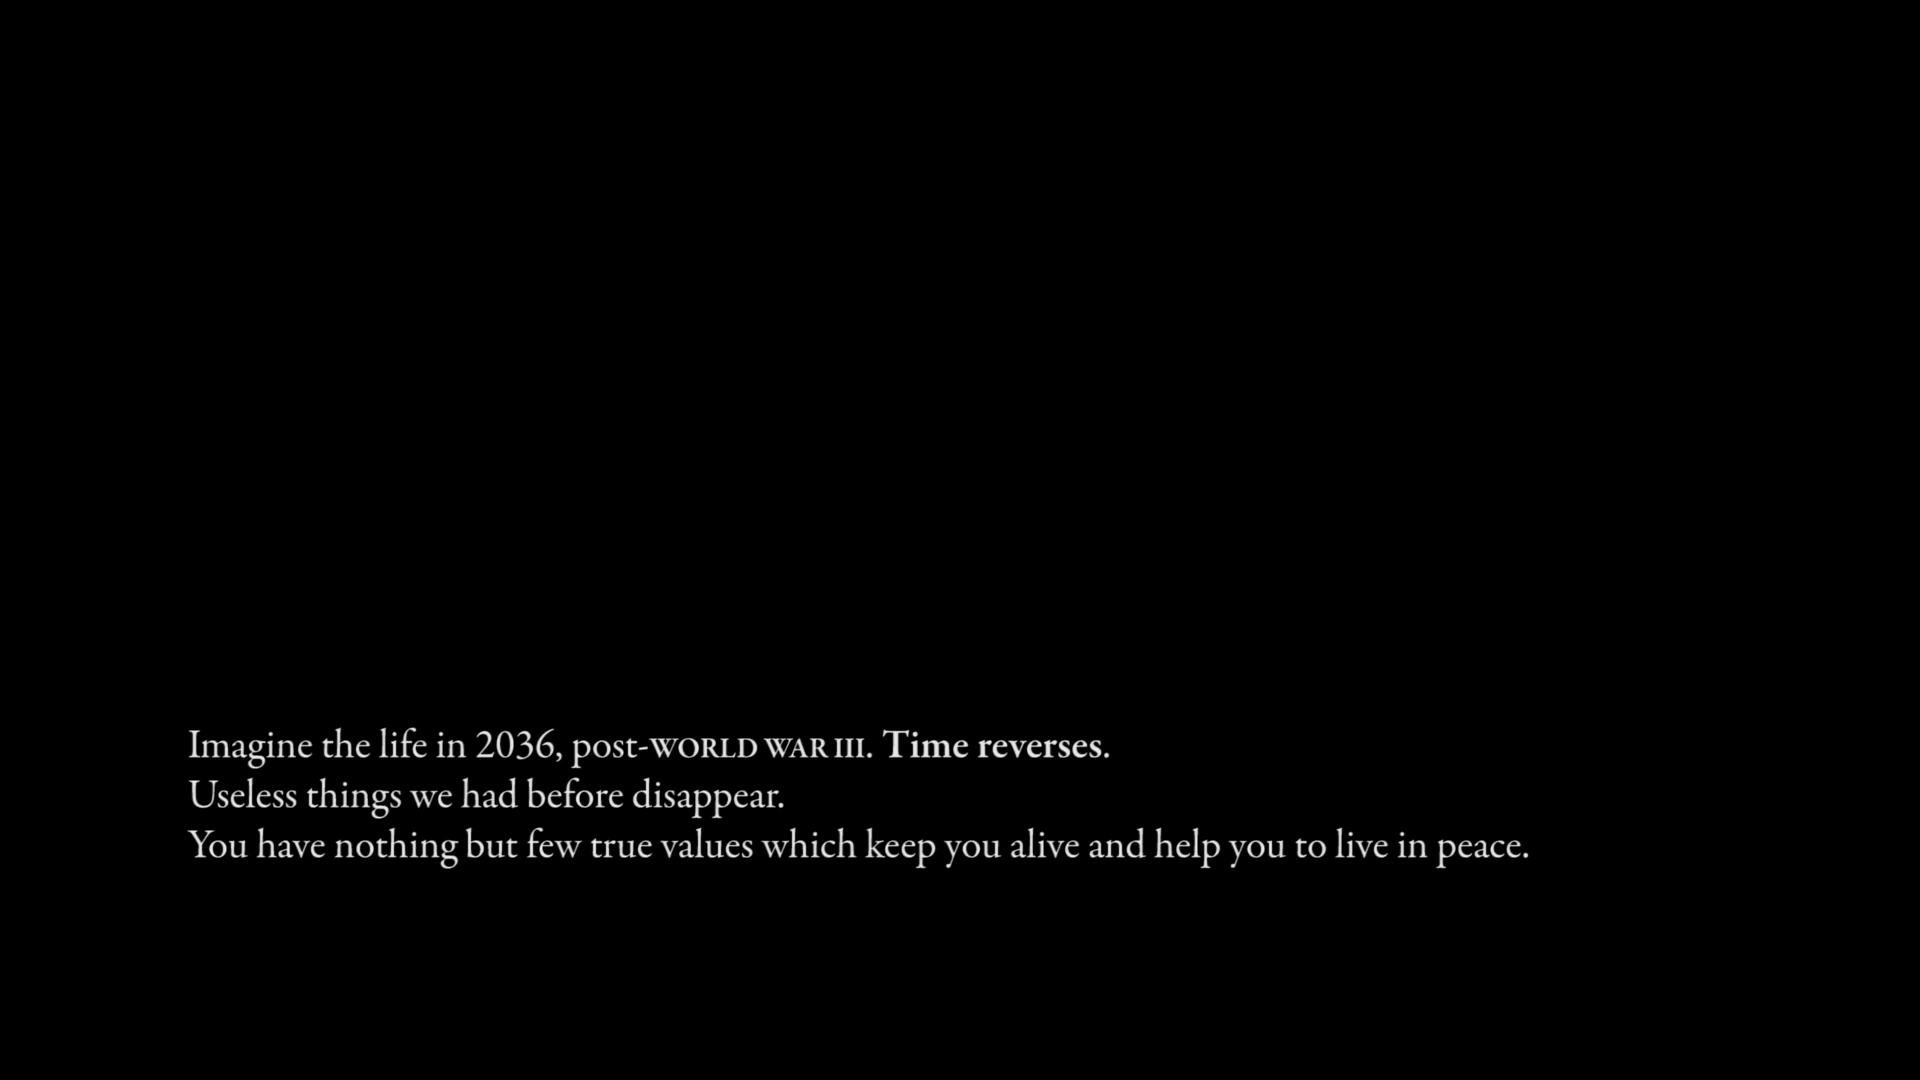 Imagine the life in 2036, post-WORLD WAR III. Time reverses.
Useless things we had before disappear.
You have nothing but few true values which keep you alive and help you to live in peace.